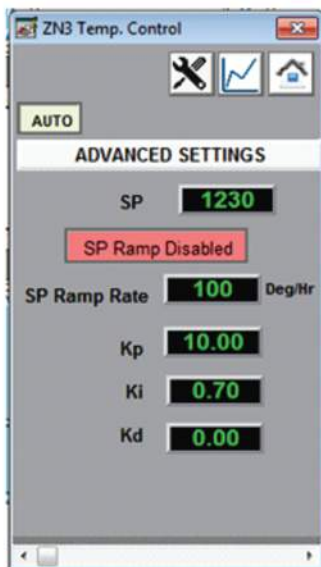 ZN3 Temp. Control
AUTO
ADVANCED SETTINGS
SP 1230
SP Ramp Disabled
SP Ramp Rate 100 Deg/Hr
Kp 10.00
Ki 0.70
Kd 0.00